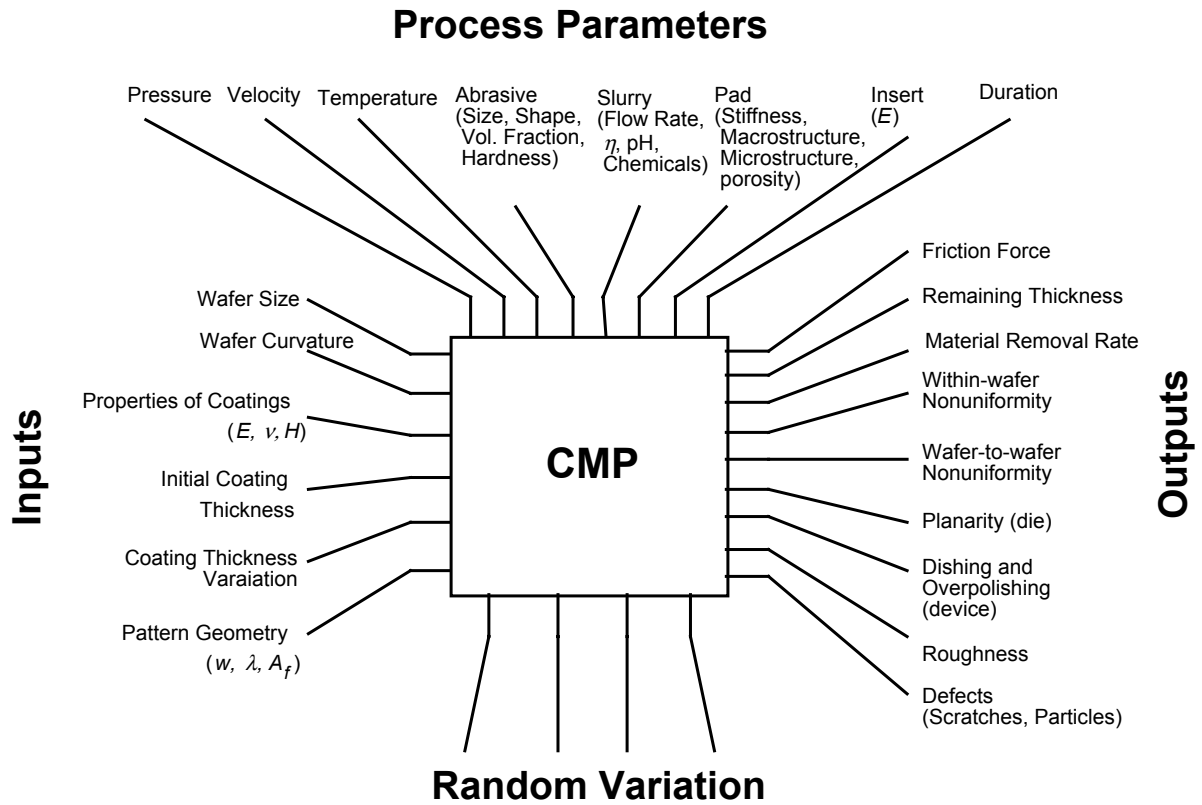 Process Parameters
Pressure
Velocity
Temperature
Abrasive
(Size, Shape,
Vol. Fraction,
Hardness)
Slurry
(Flow Rate,
η, pH,
Chemicals)
Pad
(Stiffness,
Macrostructure,
Microstructure,
porosity)
Insert
(E)
Duration
Inputs
Wafer Size
Wafer Curvature
Properties of Coatings
(E, ν, H)
Initial Coating
Thickness
Coating Thickness
Varaiation
Pattern Geometry
(w, λ, A_f)
CMP
Friction Force
Remaining Thickness
Material Removal Rate
Within-wafer
Nonuniformity
Wafer-to-wafer
Nonuniformity
Planarity (die)
Dishing and
Overpolishing
(device)
Roughness
Defects
(Scratches, Particles)
Outputs
Random Variation